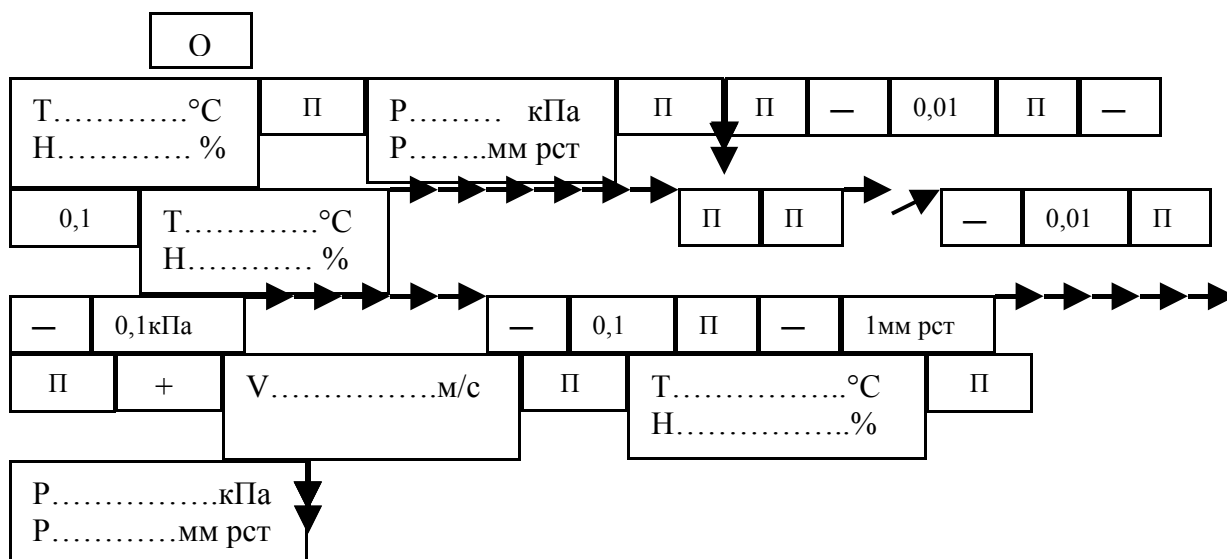 О
Т………….°С П Р……… кПа П П — 0,01 П —
Н…………. % Р……..мм рст
0,1 Т………….°С П П — 0,01 П
Н………… %
— 0,1кПа — 0,1 П — 1мм рст
П + V…………….м/с П Т……………..°С П
Н……………..%
Р…………….кПа
Р…………мм рст